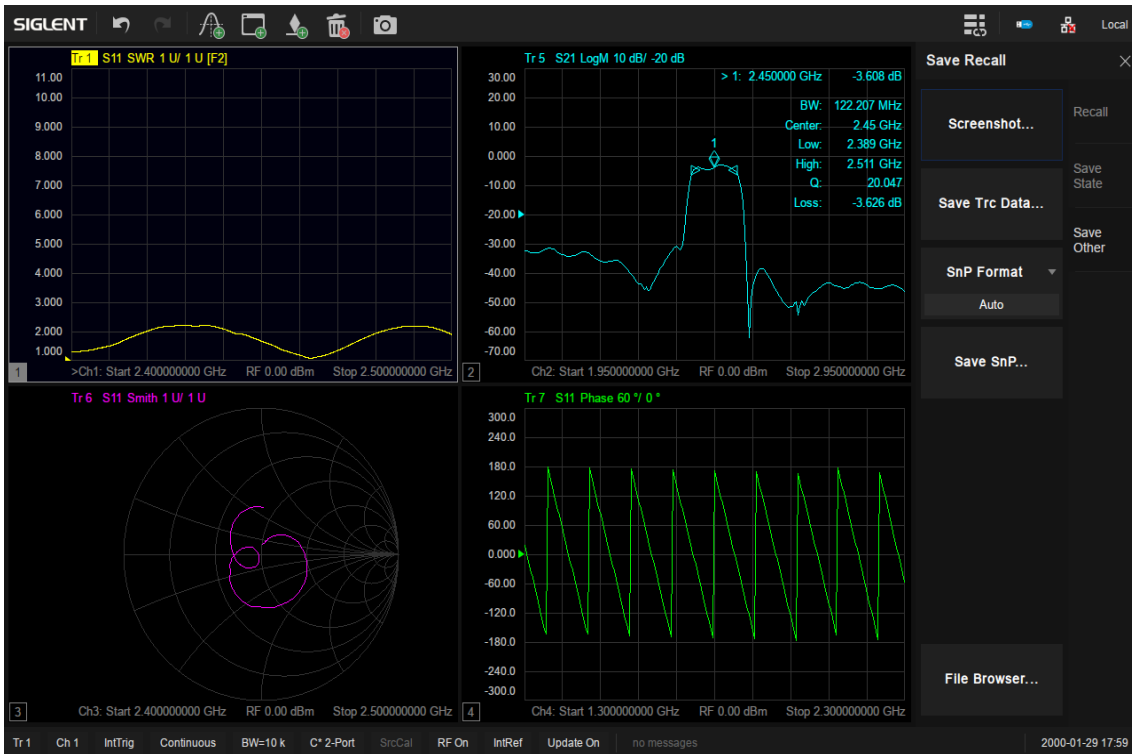 SIGLENT
Local
Tr 1 S11 SWR 1 U/ 1 U [F2]
11.00
10.00
9.000
8.000
7.000
6.000
5.000
4.000
3.000
2.000
1.000
1
>Ch1: Start 2.400000000 GHz RF 0.00 dBm Stop 2.500000000 GHz
Tr 5 S21 LogM 10 dB/ -20 dB
> 1: 2.450000 GHz -3.608 dB
BW: 122.207 MHz
Center: 2.45 GHz
Low: 2.389 GHz
High: 2.511 GHz
Q: 20.047
Loss: -3.626 dB
1
30.00
20.00
10.00
0.000
-10.00
-20.00
-30.00
-40.00
-50.00
-60.00
-70.00
2
Ch2: Start 1.950000000 GHz RF 0.00 dBm Stop 2.950000000 GHz
Tr 6 S11 Smith 1 U/ 1 U
3
Ch3: Start 2.400000000 GHz RF 0.00 dBm Stop 2.500000000 GHz
Tr 7 S11 Phase 60 °/ 0 °
300.0
240.0
180.0
120.0
60.00
0.000
-60.00
-120.0
-180.0
-240.0
-300.0
4
Ch4: Start 1.300000000 GHz RF 0.00 dBm Stop 2.300000000 GHz
Save Recall
Screenshot...
Save Trc Data...
SnP Format
Auto
Save SnP...
File Browser...
Recall
Save
State
Save
Other
Tr 1 Ch 1 IntTrig Continuous BW=10 k C* 2-Port SrcCal RF On IntRef Update On no messages 2000-01-29 17:59